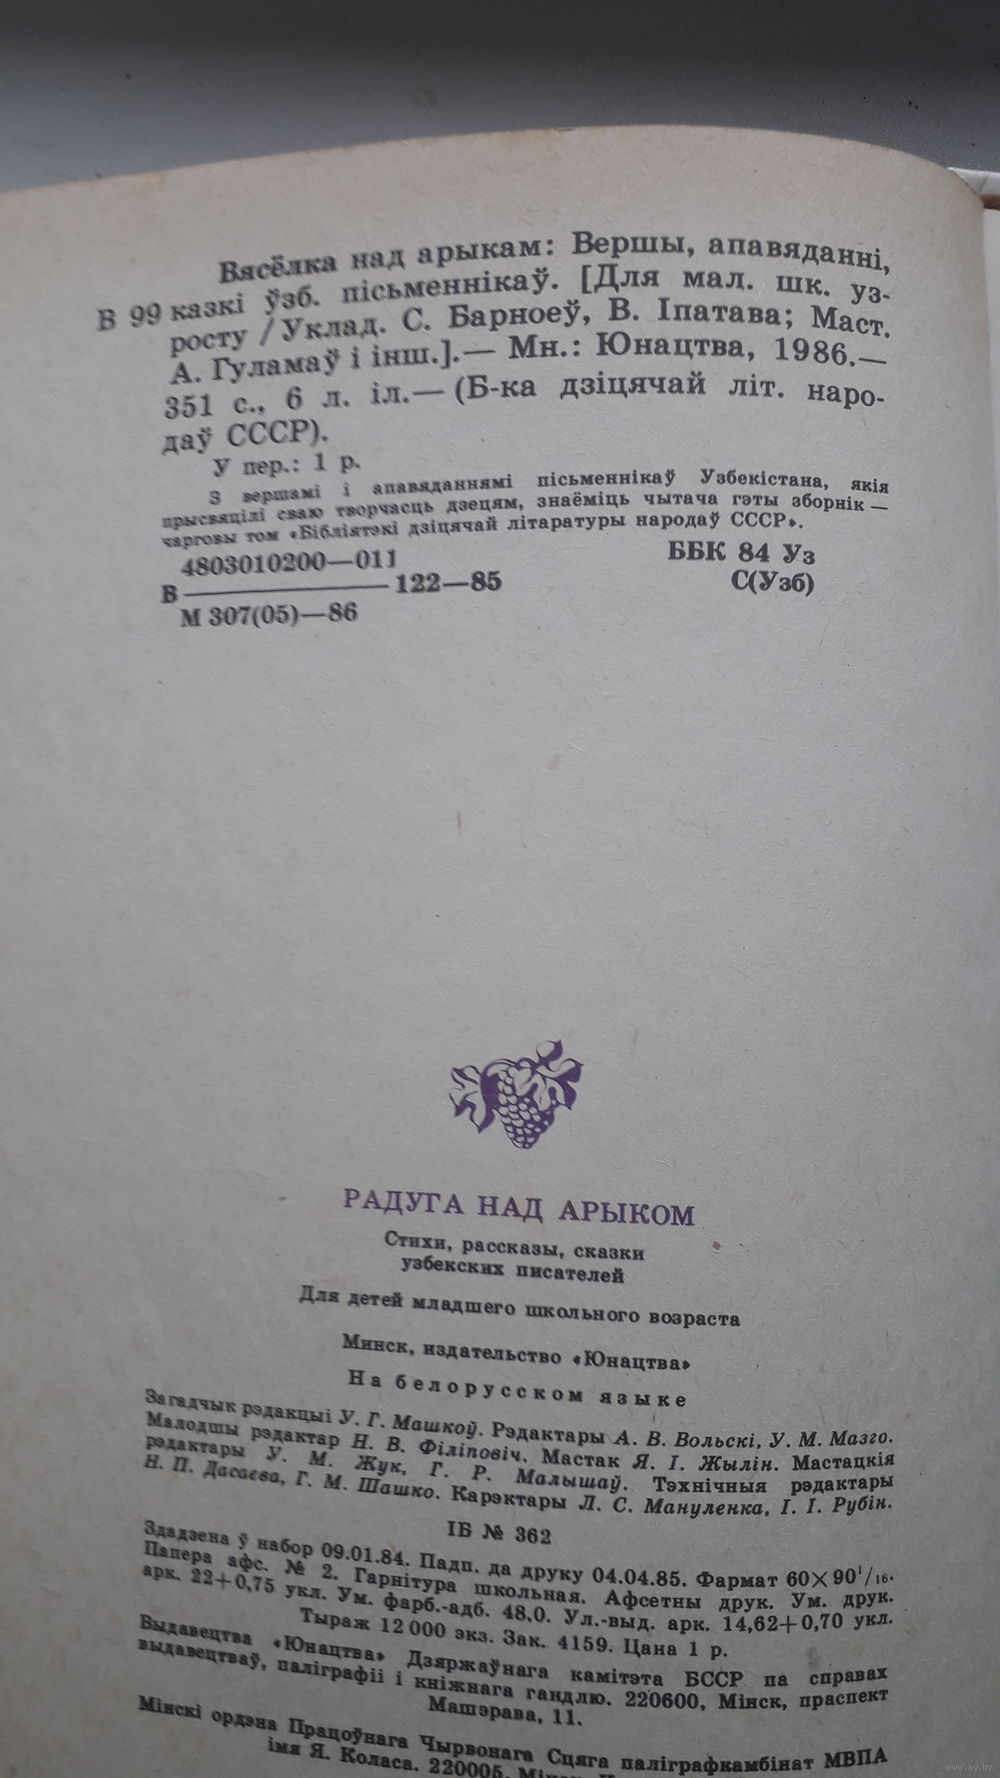 Вясёлка над арыкам: Вершы, апавяданні,
В 99 казкі ўзб. пісьменнікаў. [Для мал. шк. уз-
росту / Уклад. С. Барноеў, В. Іпатава; Маст.
А. Гуламаў і інш.].— Мн.: Юнацтва, 1986.—
351 с., 6 л. іл.— (Б-ка дзіцячай літ. наро-
даў СССР).
У пер.: 1 р.
З вершамі і апавяданнямі пісьменнікаў Узбекістана, якія
прысвяцілі сваю творчасць дзецям, знаёміць чытача гэты зборнік —
чарговы том «Бібліятэкі дзіцячай літаратуры народаў СССР».
4803010200—011
В 122—85
М 307(05)—86
ББК 84 Уз
С(Узб)
РАДУГА НАД АРЫКОМ
Стихи, рассказы, сказки
узбекских писателей
Для детей младшего школьного возраста
Минск, издательство «Юнацтва»
На белорусском языке
Загадчык рэдакцыі У. Г. Машкоў. Рэдактары А. В. Вольскі, У. М. Мазго.
Малодшы рэдактар Н. В. Філіповіч. Мастак Я. І. Жылін. Мастацкія
рэдактары У. М. Жук, Г. Р. Малышаў. Тэхнічныя рэдактары
Н. П. Дасаева, Г. М. Шашко. Карэктары Л. С. Мануленка, І. І. Рубін.
ІБ № 362
Здадзена ў набор 09.01.84. Падп. да друку 04.04.85. Фармат 60×90 1/16.
Папера афс. № 2. Гарнітура школьная. Афсетны друк. Ум. друк.
арк. 22+0,75 укл. Ум. фарб.-адб. 48,0. Ул.-выд. арк. 14,62+0,70 укл.
Тыраж 12 000 экз. Зак. 4159. Цана 1 р.
Выдавецтва «Юнацтва» Дзяржаўнага камітэта БССР па справах
выдавецтваў, паліграфіі і кніжнага гандлю. 220600, Мінск, праспект
Машэрава, 11.
Мінскі ордэна Працоўнага Чырвонага Сцяга паліграфкамбінат МВПА
імя Я. Коласа. 220005, Мінск,
www.ay.by